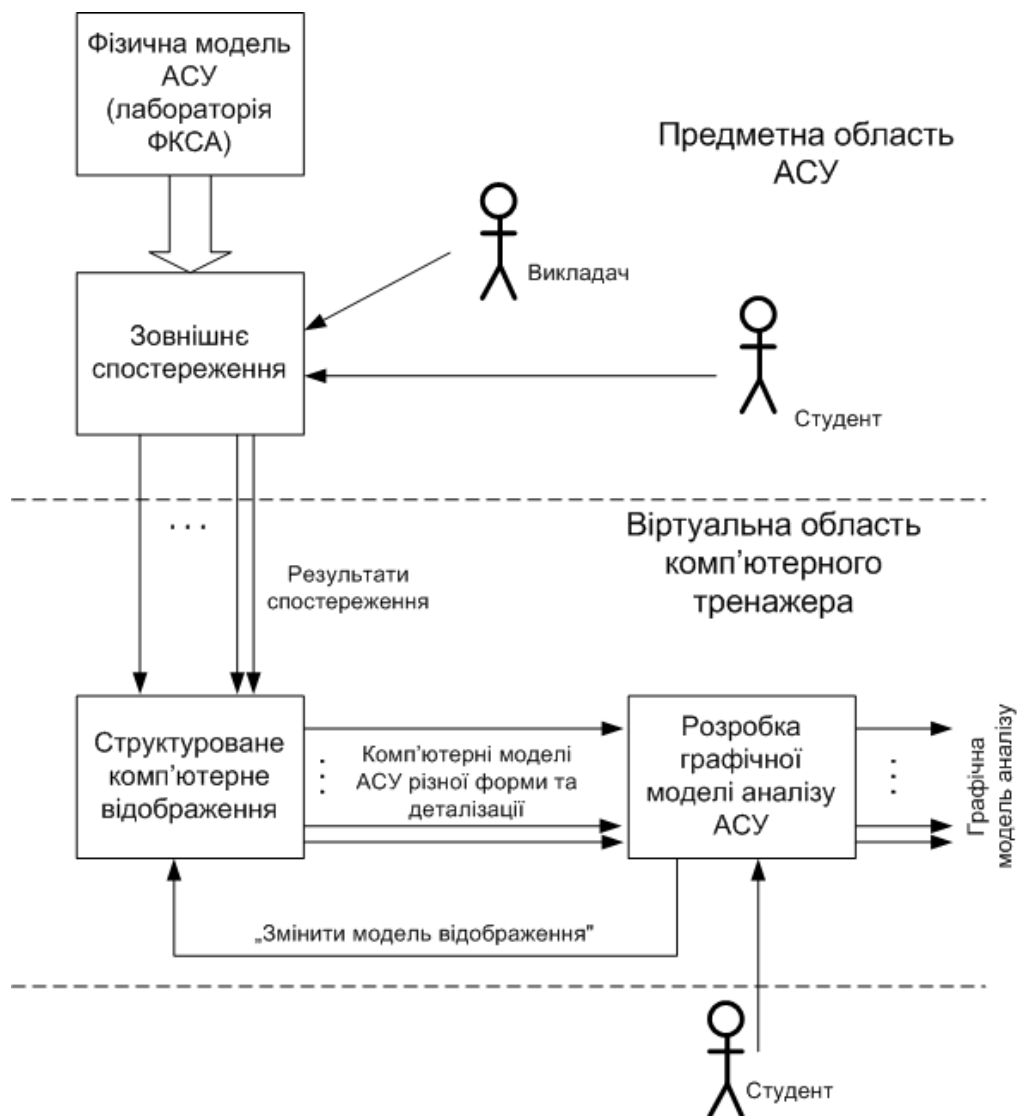 Фізична модель
АСУ
(лабораторія
ФКСА)
Предметна область
АСУ
Викладач
Зовнішнє
спостереження
Студент
. . .
Віртуальна область
комп’ютерного
тренажера
Результати
спостереження
Структуроване
комп’ютерне
відображення
. . .
Комп’ютерні моделі
АСУ різної форми та
деталізації
Розробка
графічної
моделі аналізу
АСУ
. . .
Графічна
модель аналізу
„Змінити модель відображення"
Студент